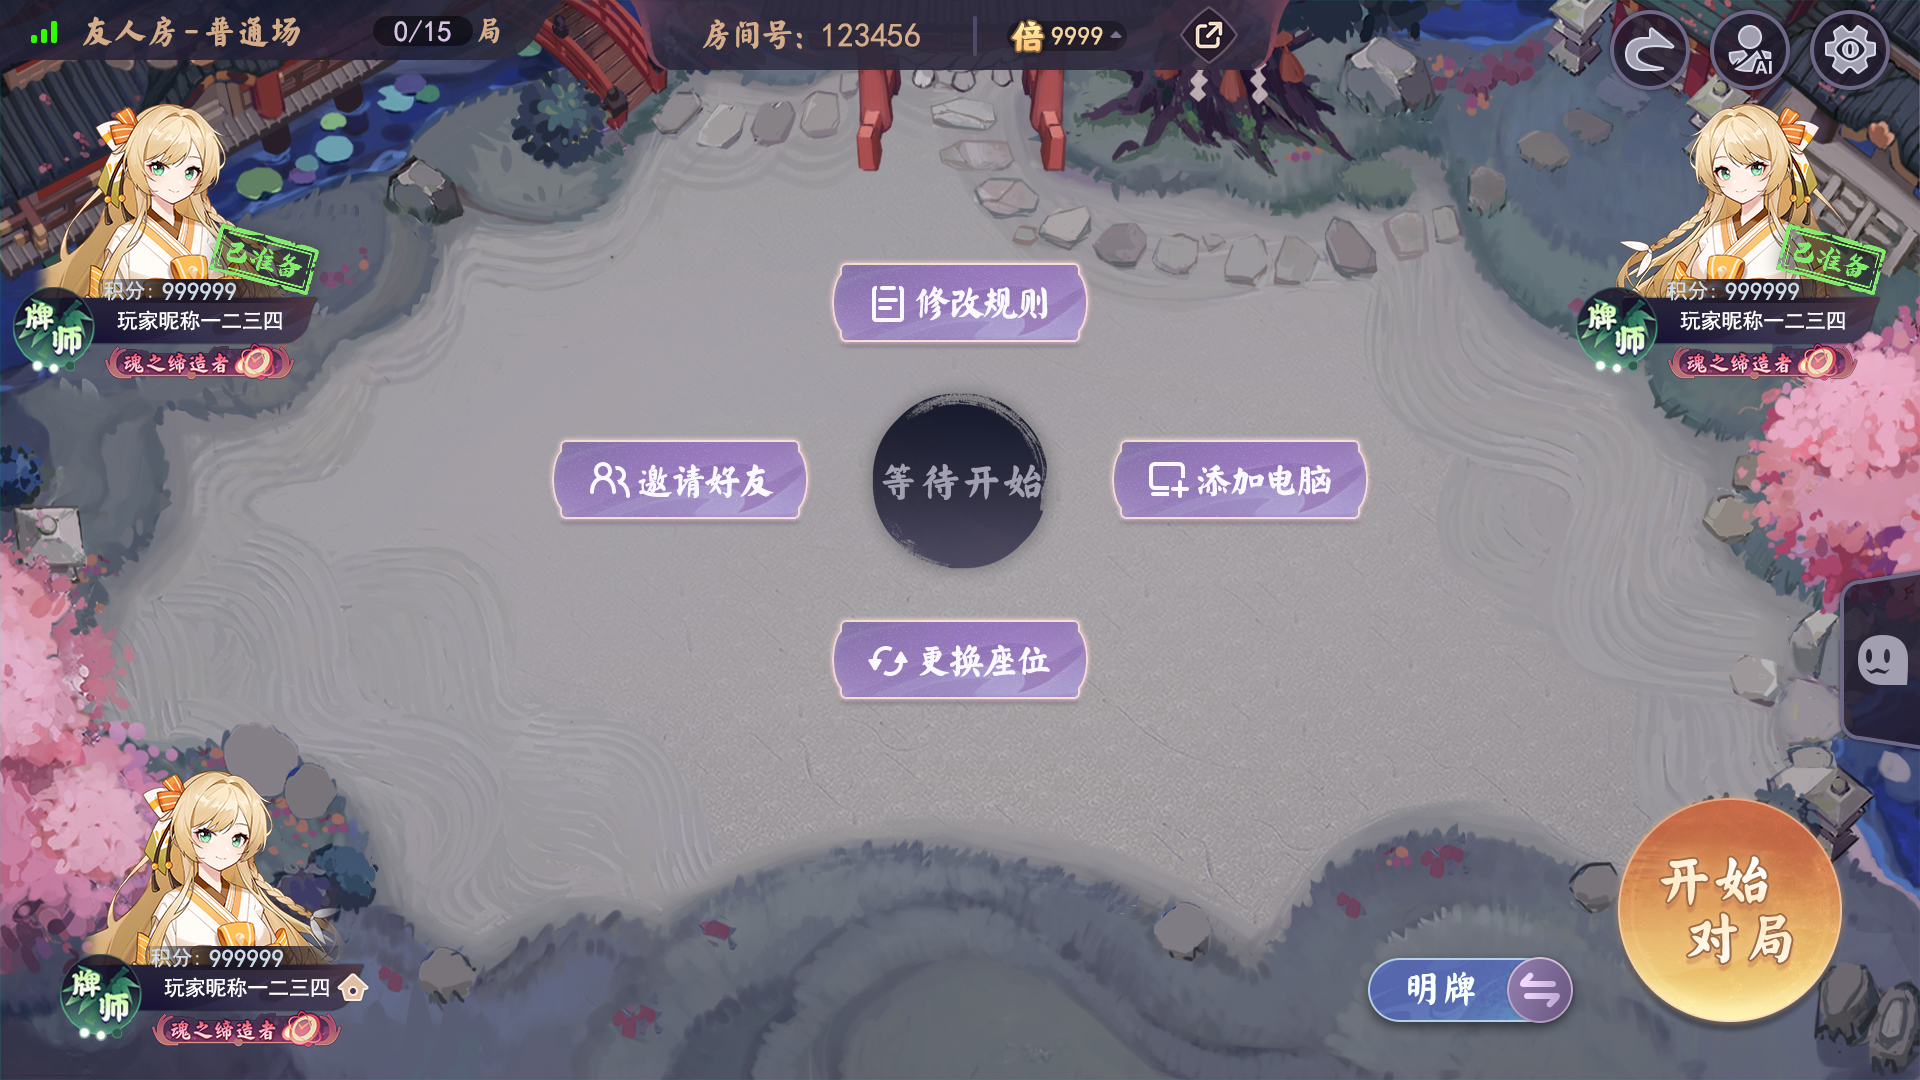 友人房-普通场
0/15 局
房间号：123456
倍 9999
AI
已准备
积分：999999
玩家昵称一二三四
牌师
魂之缔造者
已准备
积分：999999
玩家昵称一二三四
牌师
魂之缔造者
修改规则
邀请好友
等待开始
添加电脑
更换座位
积分：999999
玩家昵称一二三四
牌师
魂之缔造者
明牌
开始
对局